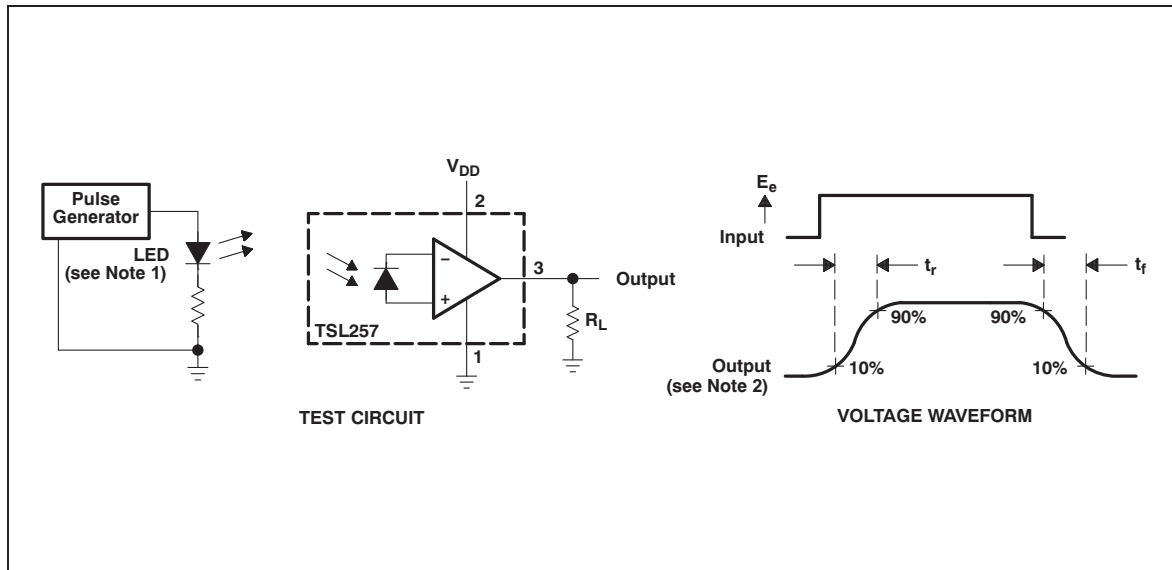 Pulse
Generator
LED
(see Note 1)
V_DD
2
−
+
3
Output
R_L
TSL257
1
TEST CIRCUIT
E_e
Input
t_r
t_f
90%
90%
Output
(see Note 2)
10%
10%
VOLTAGE WAVEFORM